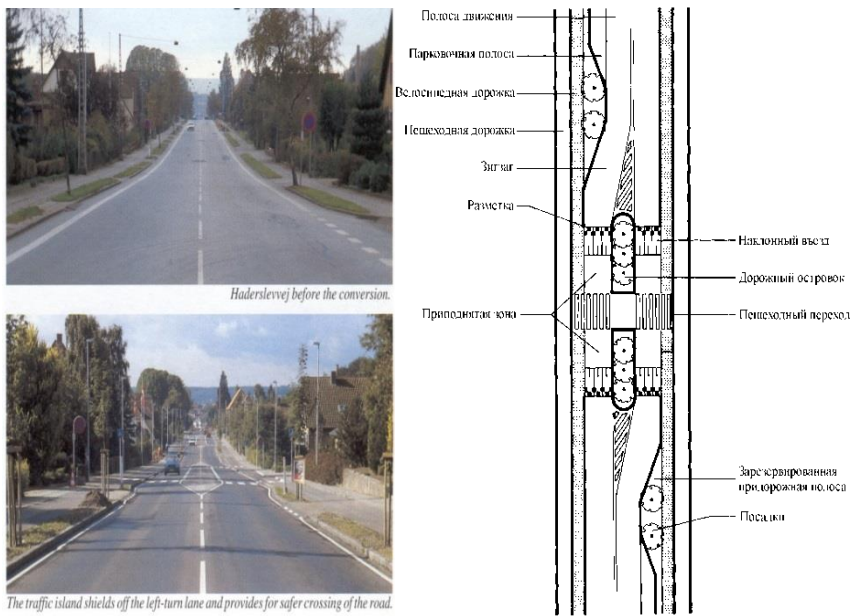 Haderslevvej before the conversion.
The traffic island shields off the left-turn lane and provides for safer crossing of the road.
Полоса движения
Парковочная полоса
Велосипедная дорожка
Пешеходная дорожка
Зигзаг
Разметка
Приподнятая зона
Наклонный въезд
Дорожный островок
Пешеходный переход
Зарезервированная
придорожная полоса
Посадки